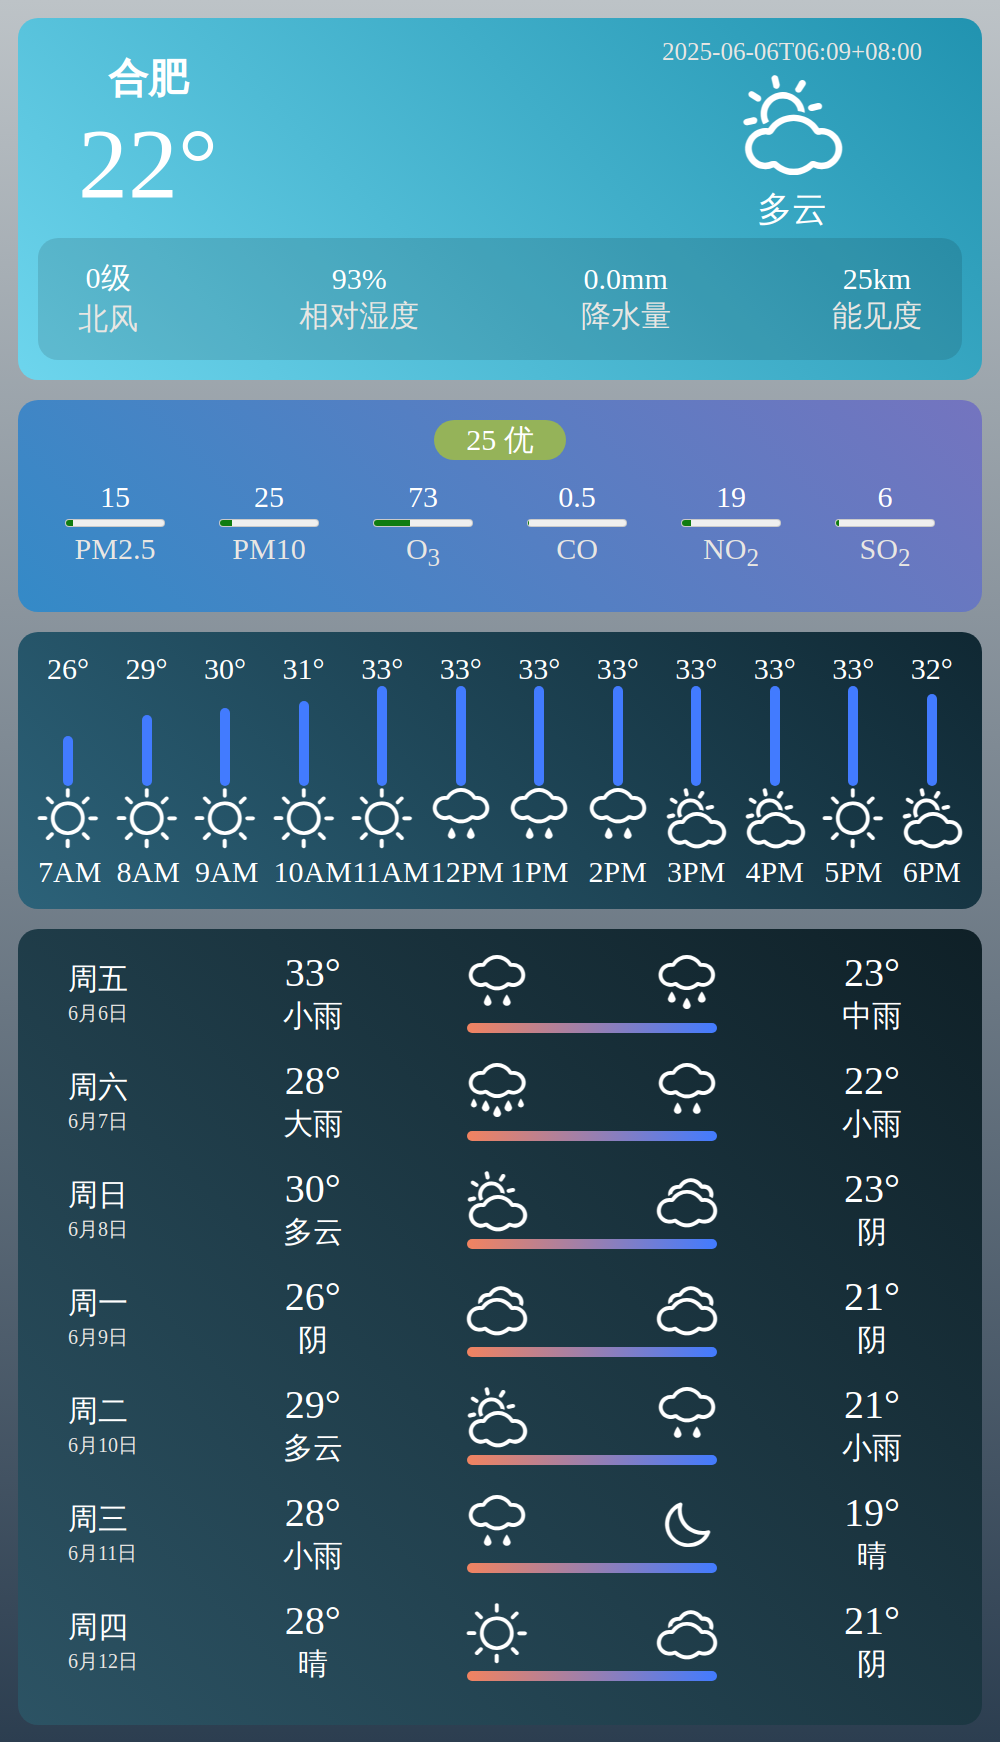 合肥
2025-06-06T06:09+08:00
22°
多云
0级 93% 0.0mm 25km
北风 相对湿度 降水量 能见度
25 优
15 25 73 0.5 19 6
PM2.5 PM10 O3 CO NO2 SO2
26° 29° 30° 31° 33° 33° 33° 33° 33° 33° 33° 32°
7AM 8AM 9AM 10AM 11AM 12PM 1PM 2PM 3PM 4PM 5PM 6PM
周五 33° 23°
6月6日 小雨 中雨
周六 28° 22°
6月7日 大雨 小雨
周日 30° 23°
6月8日 多云 阴
周一 26° 21°
6月9日 阴 阴
周二 29° 21°
6月10日 多云 小雨
周三 28° 19°
6月11日 小雨 晴
周四 28° 21°
6月12日 晴 阴